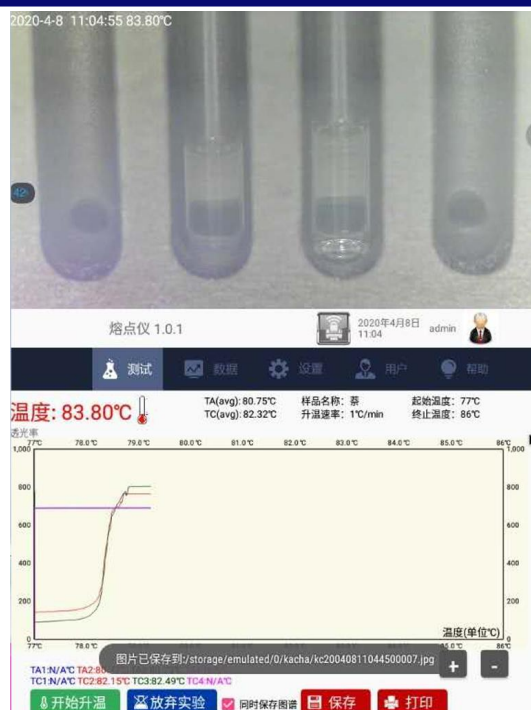 2020-4-8 11:04:55 83.80℃
42
熔点仪 1.0.1
2020年4月8日
11:04
admin
测试
数据
设置
用户
帮助
温度: 83.80℃
TA(avg): 80.75℃
TC(avg): 82.32℃
样品名称: 萘
升温速率: 1℃/min
起始温度: 77℃
终止温度: 86℃
透光率
77℃ 78.0℃ 79.0℃ 80.0℃ 81.0℃ 82.0℃ 83.0℃ 84.0℃ 85.0℃ 86℃
1,000 1,000
800 800
600 600
400 400
200 200
0 0
温度(单位℃)
77℃ 78.0℃ 86℃
图片已保存到:/storage/emulated/0/kacha/kc20040811044500007.jpg
+ -
TA1:N/A℃ TA2:80
TC1:N/A℃ TC2:82.15℃ TC3:82.49℃ TC4:N/A℃
开始升温
放弃实验
同时保存图谱
保存
打印